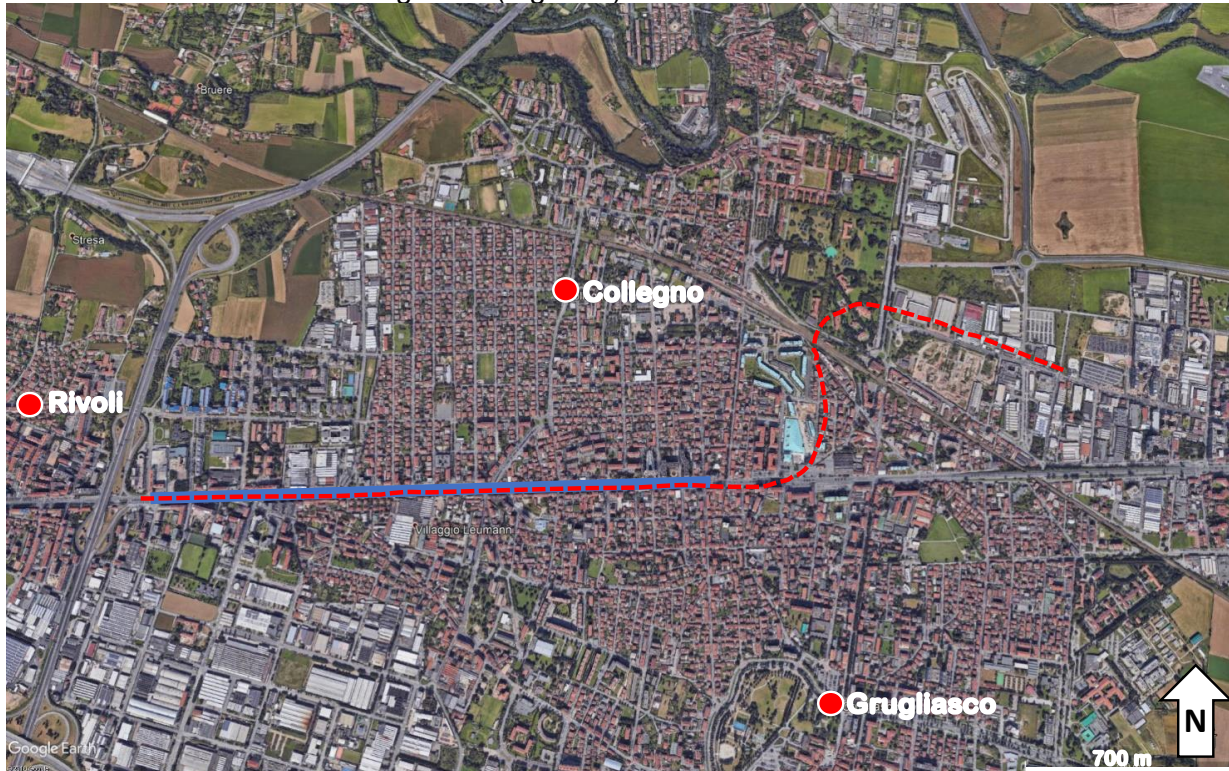 Bruere
Stresa
Collegno
Rivoli
Villaggio Leumann
Grugliasco
N
Google Earth
700 m